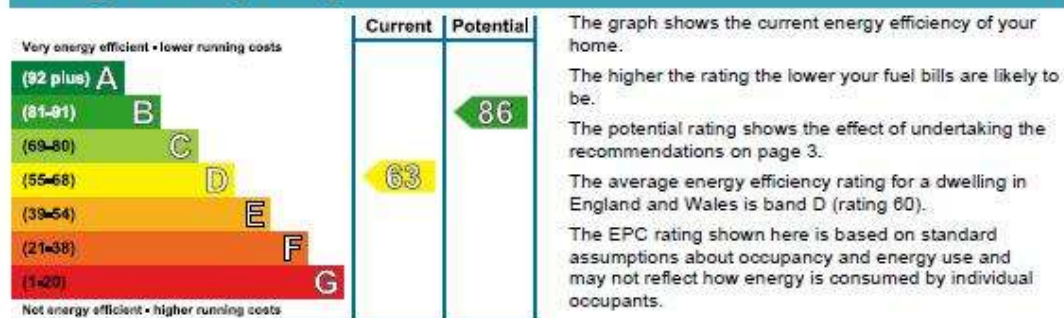 Current Potential
Very energy efficient • lower running costs
(92 plus) A
(81-91) B
86
(69-80) C
(55-68) D
63
(39-54) E
(21-38) F
(1-20) G
Not energy efficient • higher running costs
The graph shows the current energy efficiency of your
home.
The higher the rating the lower your fuel bills are likely to
be.
The potential rating shows the effect of undertaking the
recommendations on page 3.
The average energy efficiency rating for a dwelling in
England and Wales is band D (rating 60).
The EPC rating shown here is based on standard
assumptions about occupancy and energy use and
may not reflect how energy is consumed by individual
occupants.